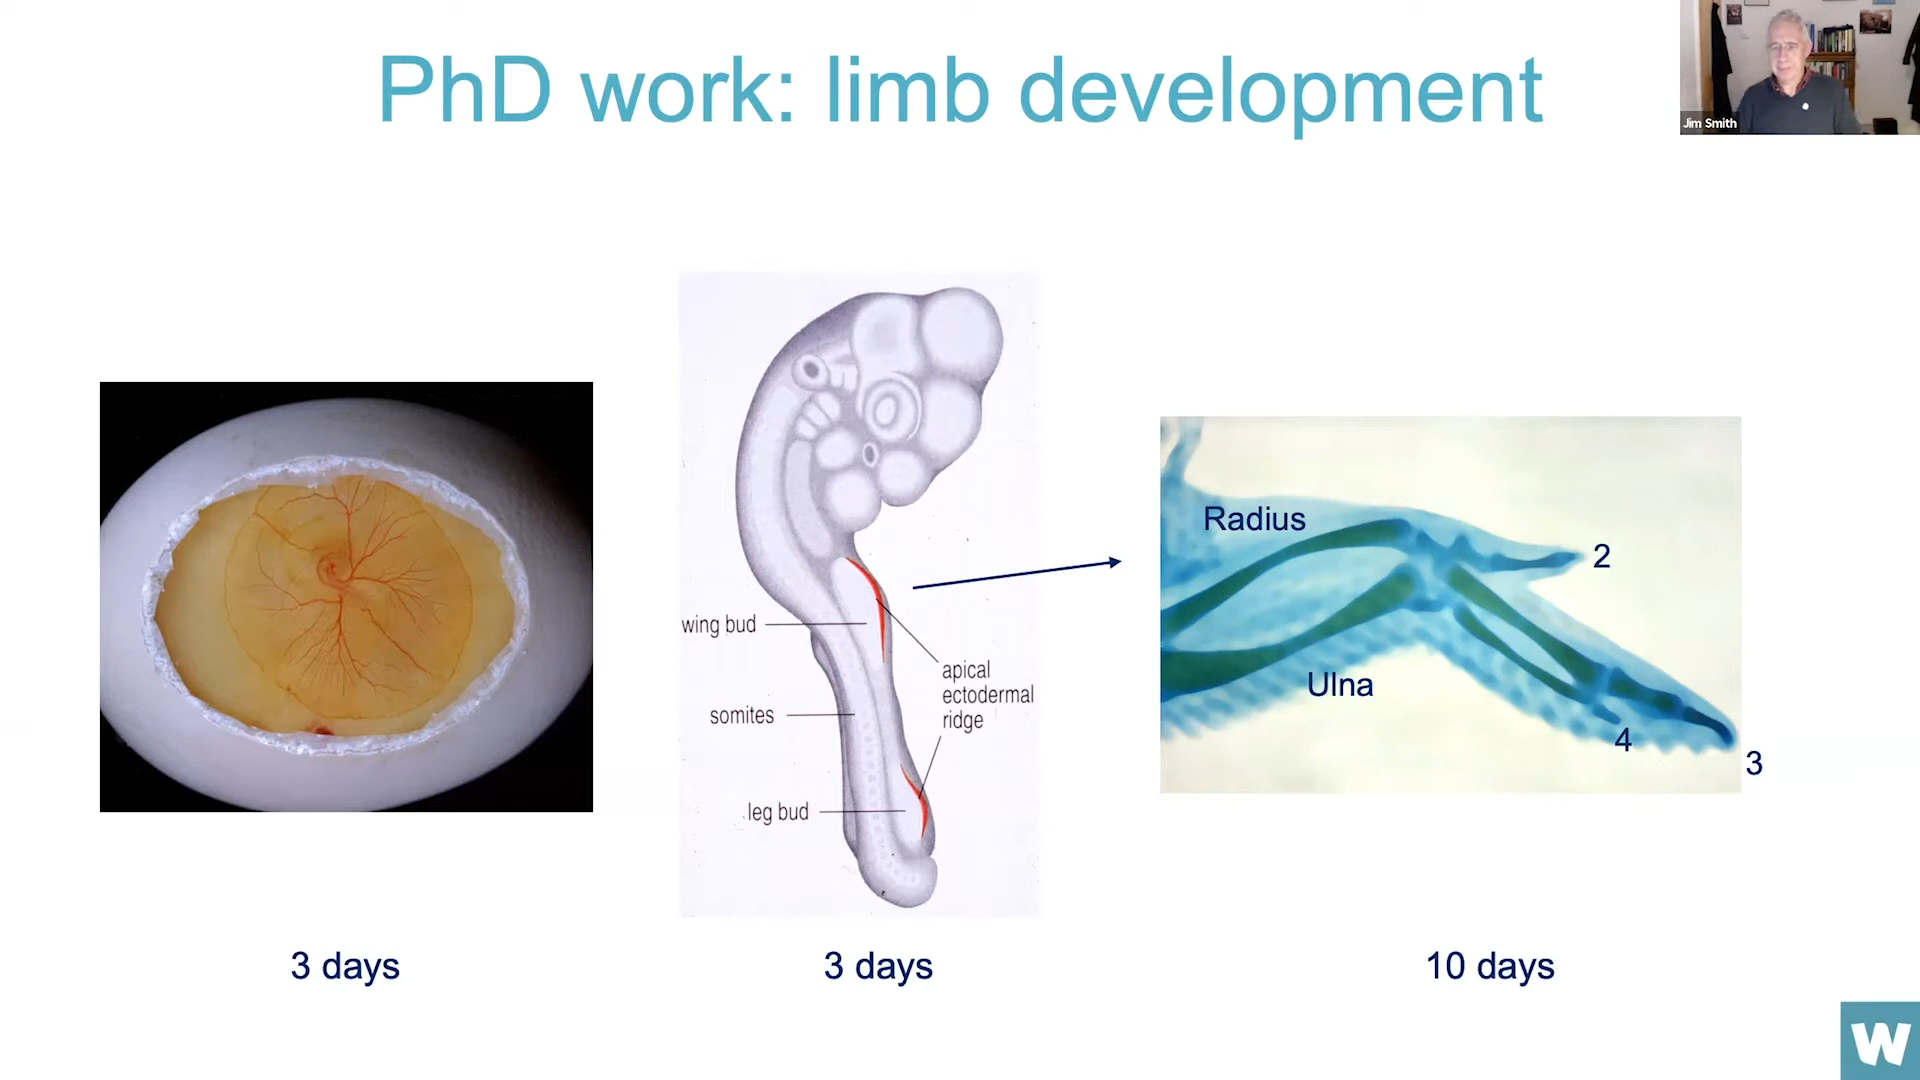 PhD work: limb development
Jim Smith
wing bud
somites
leg bud
apical
ectodermal
ridge
Radius
Ulna
2
4
3
3 days
3 days
10 days
W